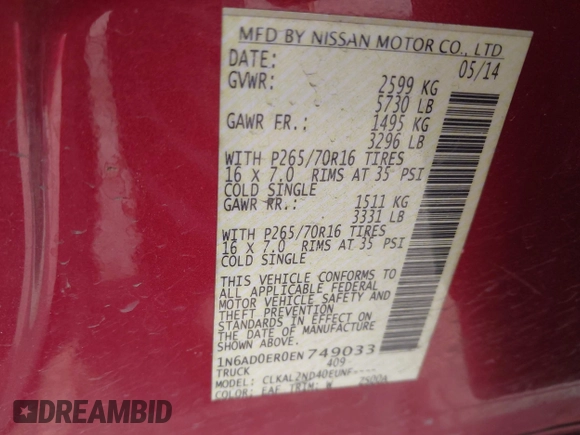 MFD BY NISSAN MOTOR CO., LTD
DATE: 05/14
GVWR: 2599 KG
5730 LB
GAWR FR.: 1495 KG
3296 LB
WITH P265/70R16 TIRES
16 X 7.0 RIMS AT 35 PSI
COLD SINGLE
GAWR RR.: 1511 KG
3331 LB
WITH P265/70R16 TIRES
16 X 7.0 RIMS AT 35 PSI
COLD SINGLE
THIS VEHICLE CONFORMS TO
ALL APPLICABLE FEDERAL
MOTOR VEHICLE SAFETY AND
THEFT PREVENTION
STANDARDS IN EFFECT ON
THE DATE OF MANUFACTURE
SHOWN ABOVE.
1N6AD0ER0EN749033
TRUCK 409
MODEL: CLKAL2ND40EUNF----
COLOR: EAF TRIM: W 7S00A
DREAMBID